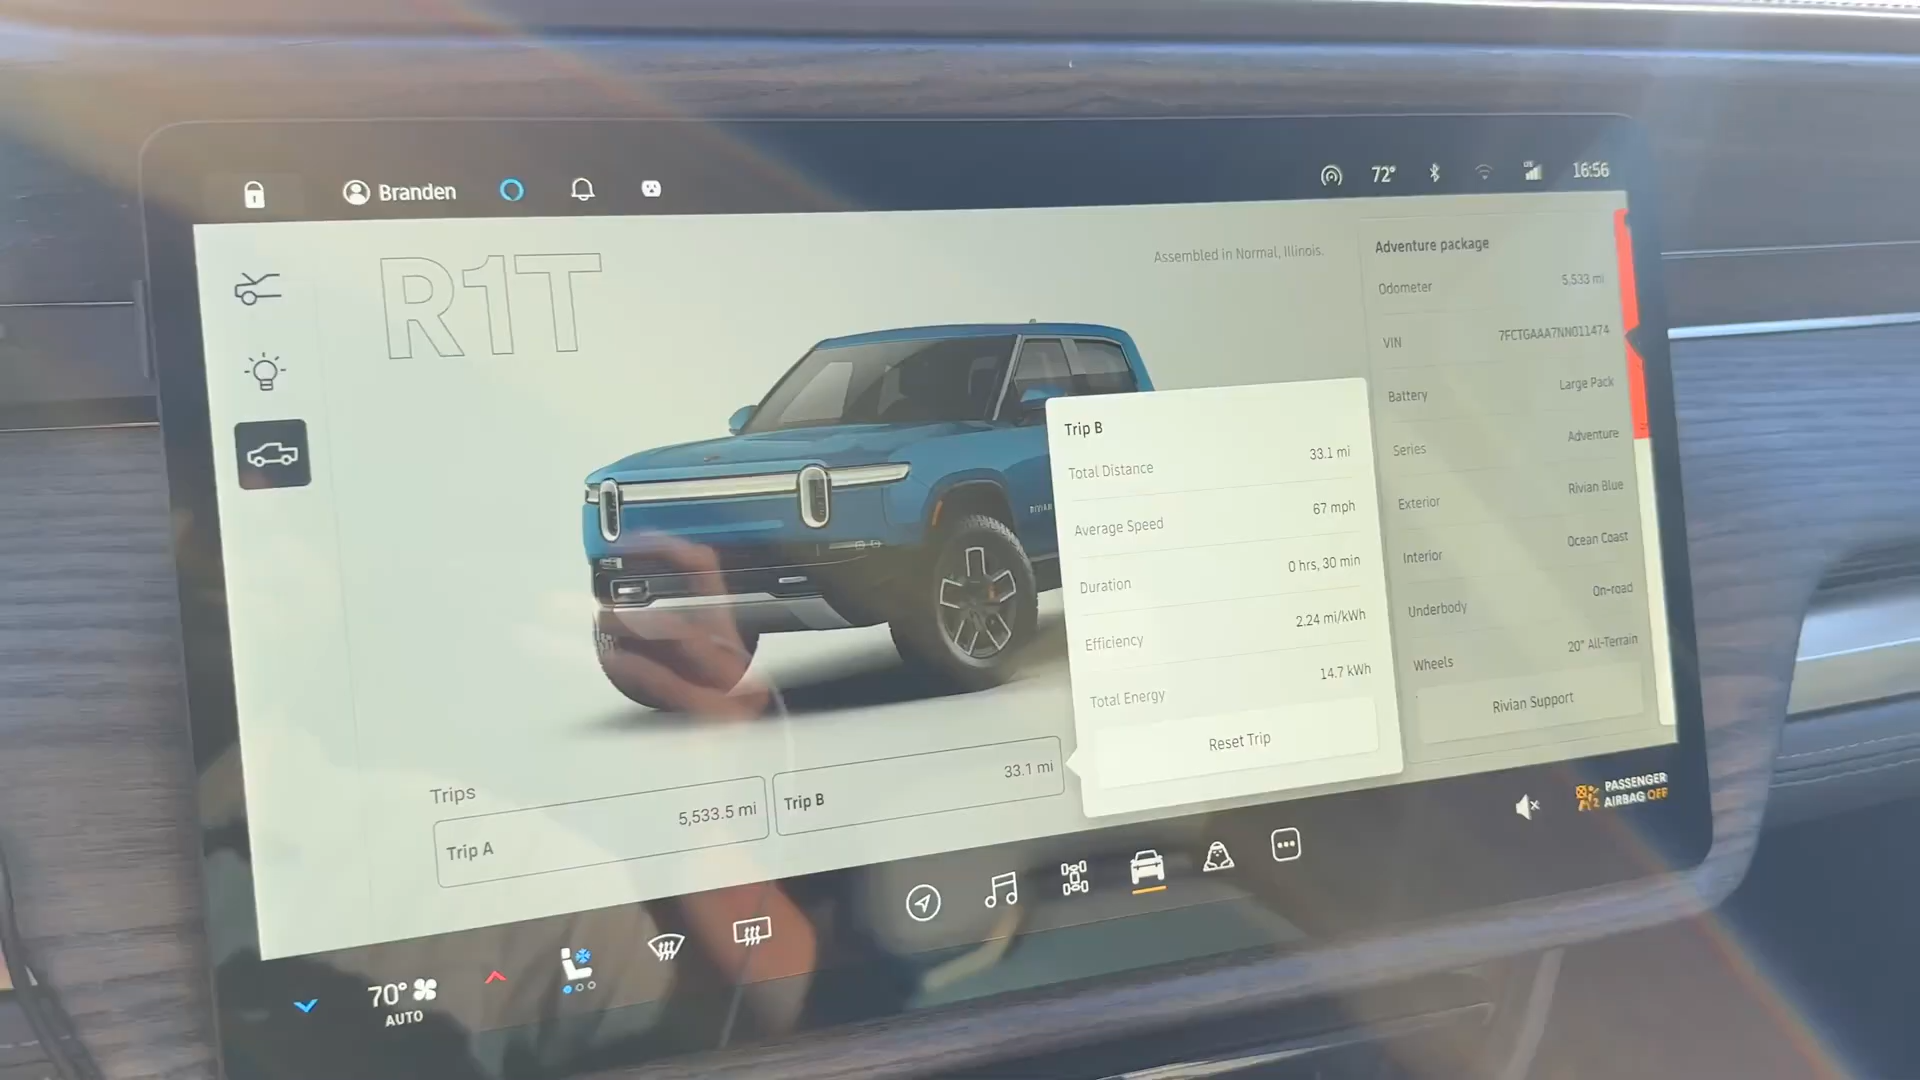 Branden
72°
LTE
16:56
R1T
Assembled in Normal, Illinois.
Adventure package
Odometer 5,533 mi
VIN 7FCTGAAA7NN011474
Battery Large Pack
Series Adventure
Exterior Rivian Blue
Interior Ocean Coast
Underbody On-road
Wheels 20" All-Terrain
Rivian Support
RIVIAN
Trip B
Total Distance 33.1 mi
Average Speed 67 mph
Duration 0 hrs, 30 min
Efficiency 2.24 mi/kWh
Total Energy 14.7 kWh
Reset Trip
Trips
Trip A 5,533.5 mi
Trip B 33.1 mi
PASSENGER
AIRBAG OFF
70°
AUTO